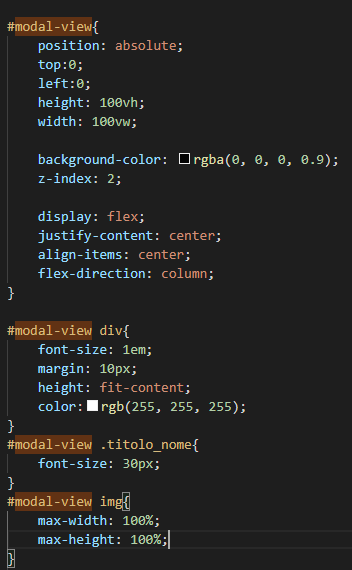 #modal-view{
position: absolute;
top:0;
left:0;
height: 100vh;
width: 100vw;
background-color: rgba(0, 0, 0, 0.9);
z-index: 2;
display: flex;
justify-content: center;
align-items: center;
flex-direction: column;
}
#modal-view div{
font-size: 1em;
margin: 10px;
height: fit-content;
color: rgb(255, 255, 255);
}
#modal-view .titolo_nome{
font-size: 30px;
}
#modal-view img{
max-width: 100%;
max-height: 100%;
}